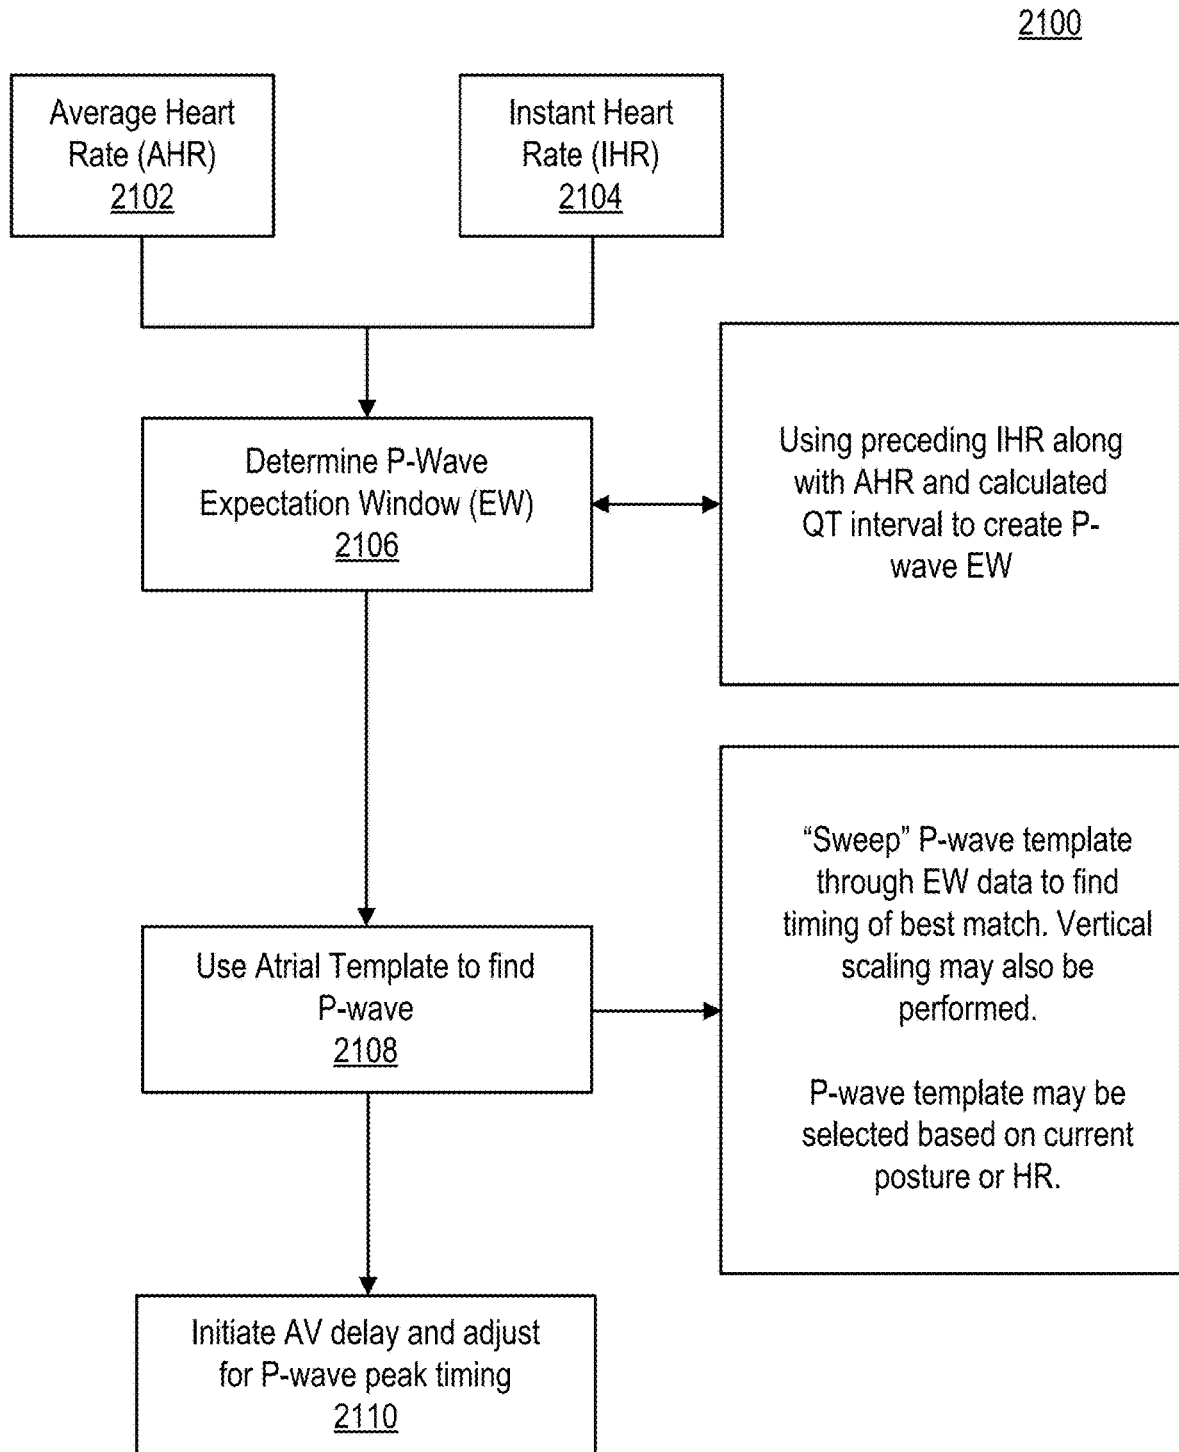 2100
Average Heart
Rate (AHR)
2102
Instant Heart
Rate (IHR)
2104
Determine P-Wave
Expectation Window (EW)
2106
Using preceding IHR along
with AHR and calculated
QT interval to create P-
wave EW
Use Atrial Template to find
P-wave
2108
“Sweep” P-wave template
through EW data to find
timing of best match. Vertical
scaling may also be
performed.
P-wave template may be
selected based on current
posture or HR.
Initiate AV delay and adjust
for P-wave peak timing
2110